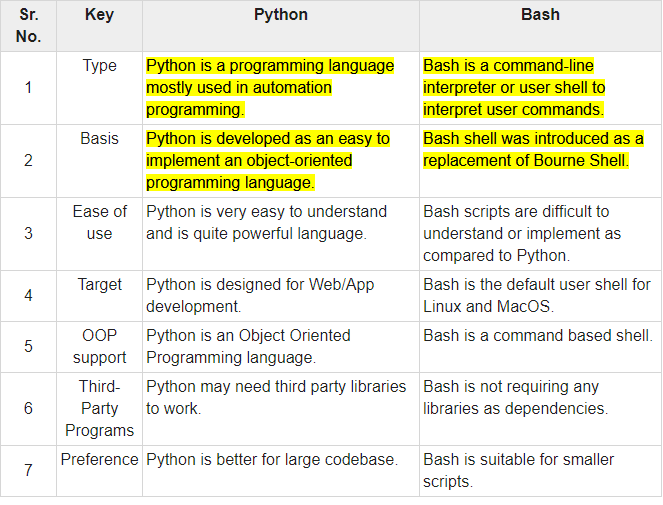 Sr. No. Key Python Bash
1 Type Python is a programming language Bash is a command-line
mostly used in automation interpreter or user shell to
programming. interpret user commands.
2 Basis Python is developed as an easy to Bash shell was introduced as a
implement an object-oriented replacement of Bourne Shell.
programming language.
3 Ease of use Python is very easy to understand Bash scripts are difficult to
and is quite powerful language. understand or implement as
compared to Python.
4 Target Python is designed for Web/App Bash is the default user shell for
development. Linux and MacOS.
5 OOP support Python is an Object Oriented Bash is a command based shell.
Programming language.
6 Third-Party Programs Python may need third party libraries Bash is not requiring any
to work. libraries as dependencies.
7 Preference Python is better for large codebase. Bash is suitable for smaller
scripts.